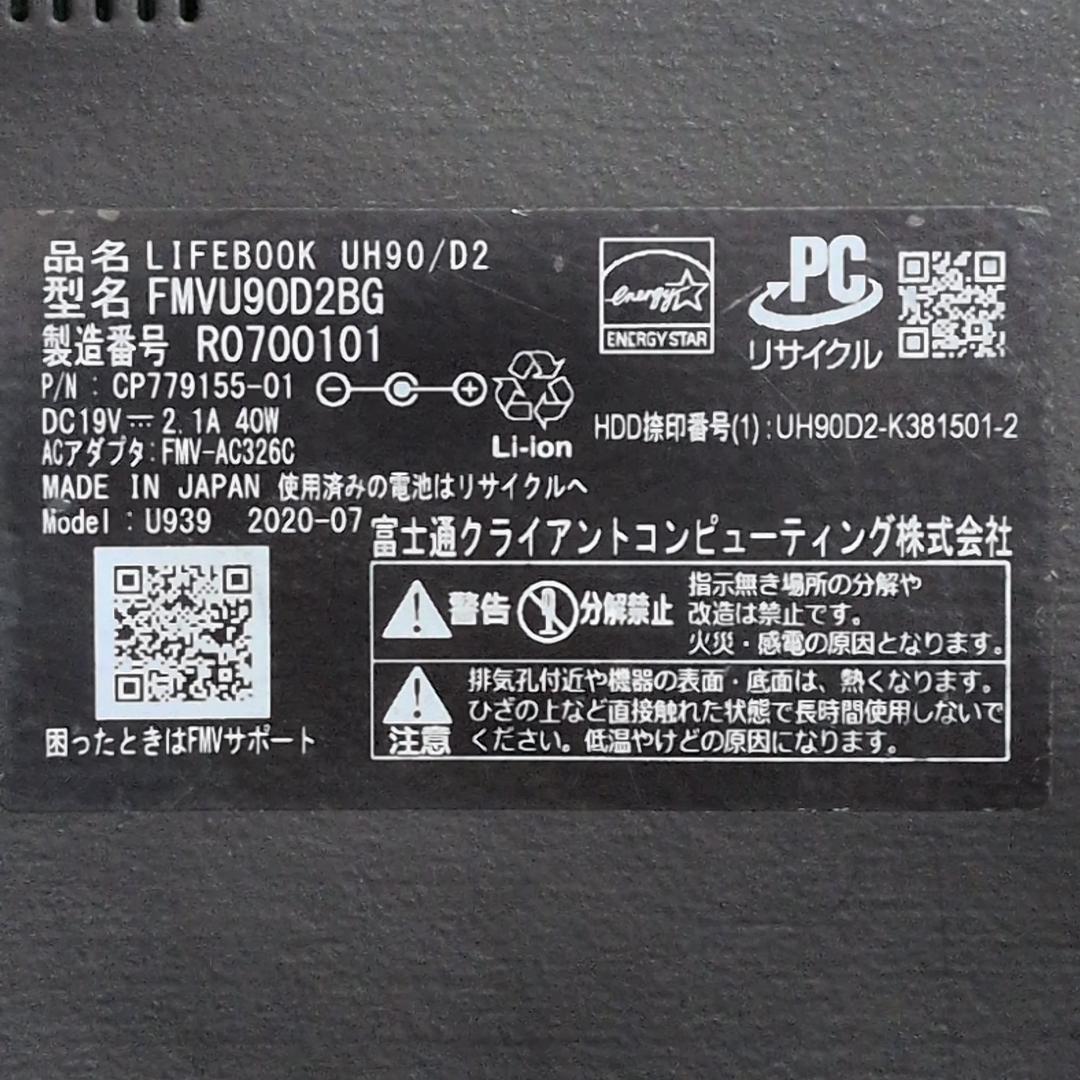 品名 LIFEBOOK UH90/D2
型名 FMVU90D2BG
製造番号 R0700101
P/N : CP779155-01
DC19V⎓2.1A 40W
ACアダプタ:FMV-AC326C
Li-ion
MADE IN JAPAN 使用済みの電池はリサイクルへ
Model : U939 2020-07
energy
ENERGY STAR
PC
リサイクル
HDD捺印番号(1) : UH90D2-K381501-2
富士通クライアントコンピューティング株式会社
警告 分解禁止
指示無き場所の分解や
改造は禁止です。
火災・感電の原因となります。
注意
排気孔付近や機器の表面・底面は、熱くなります。
ひざの上など直接触れた状態で長時間使用しないで
ください。低温やけどの原因になります。
困ったときはFMVサポート